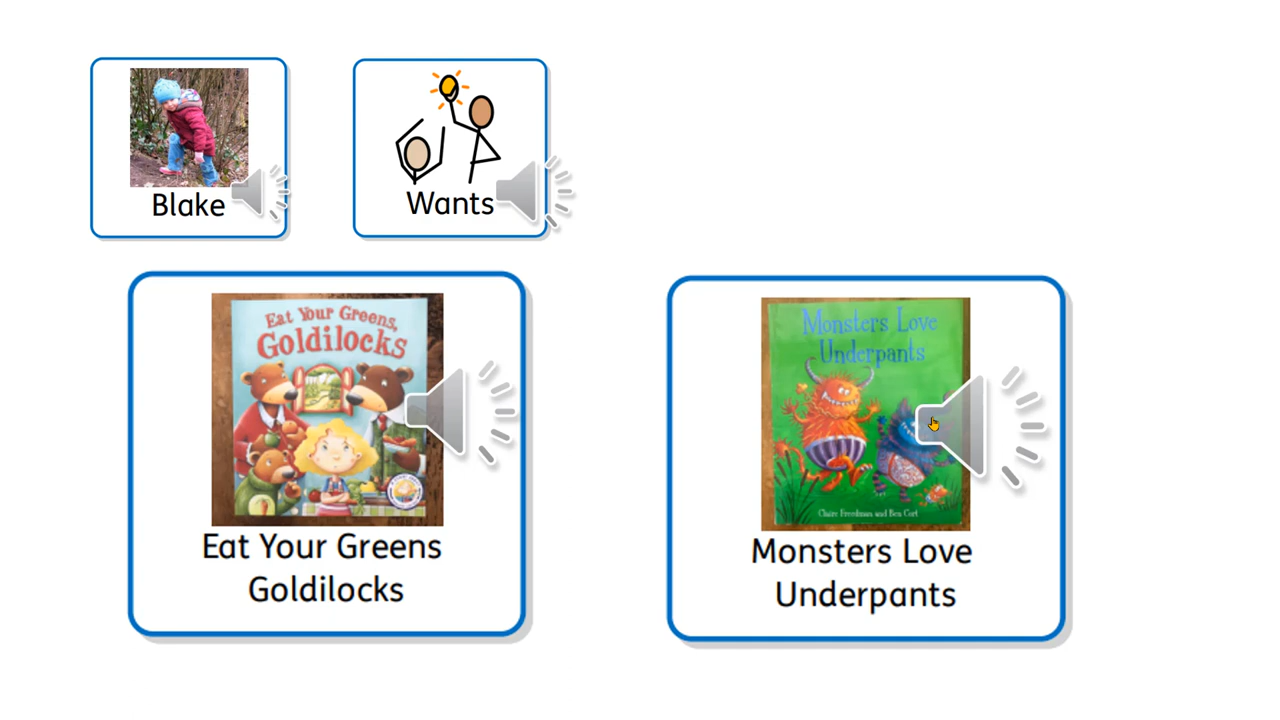 Blake
Wants
Eat Your Greens,
Goldilocks
Eat Your Greens
Goldilocks
Monsters Love
Underpants
Claire Freedman and Ben Cort
Monsters Love
Underpants